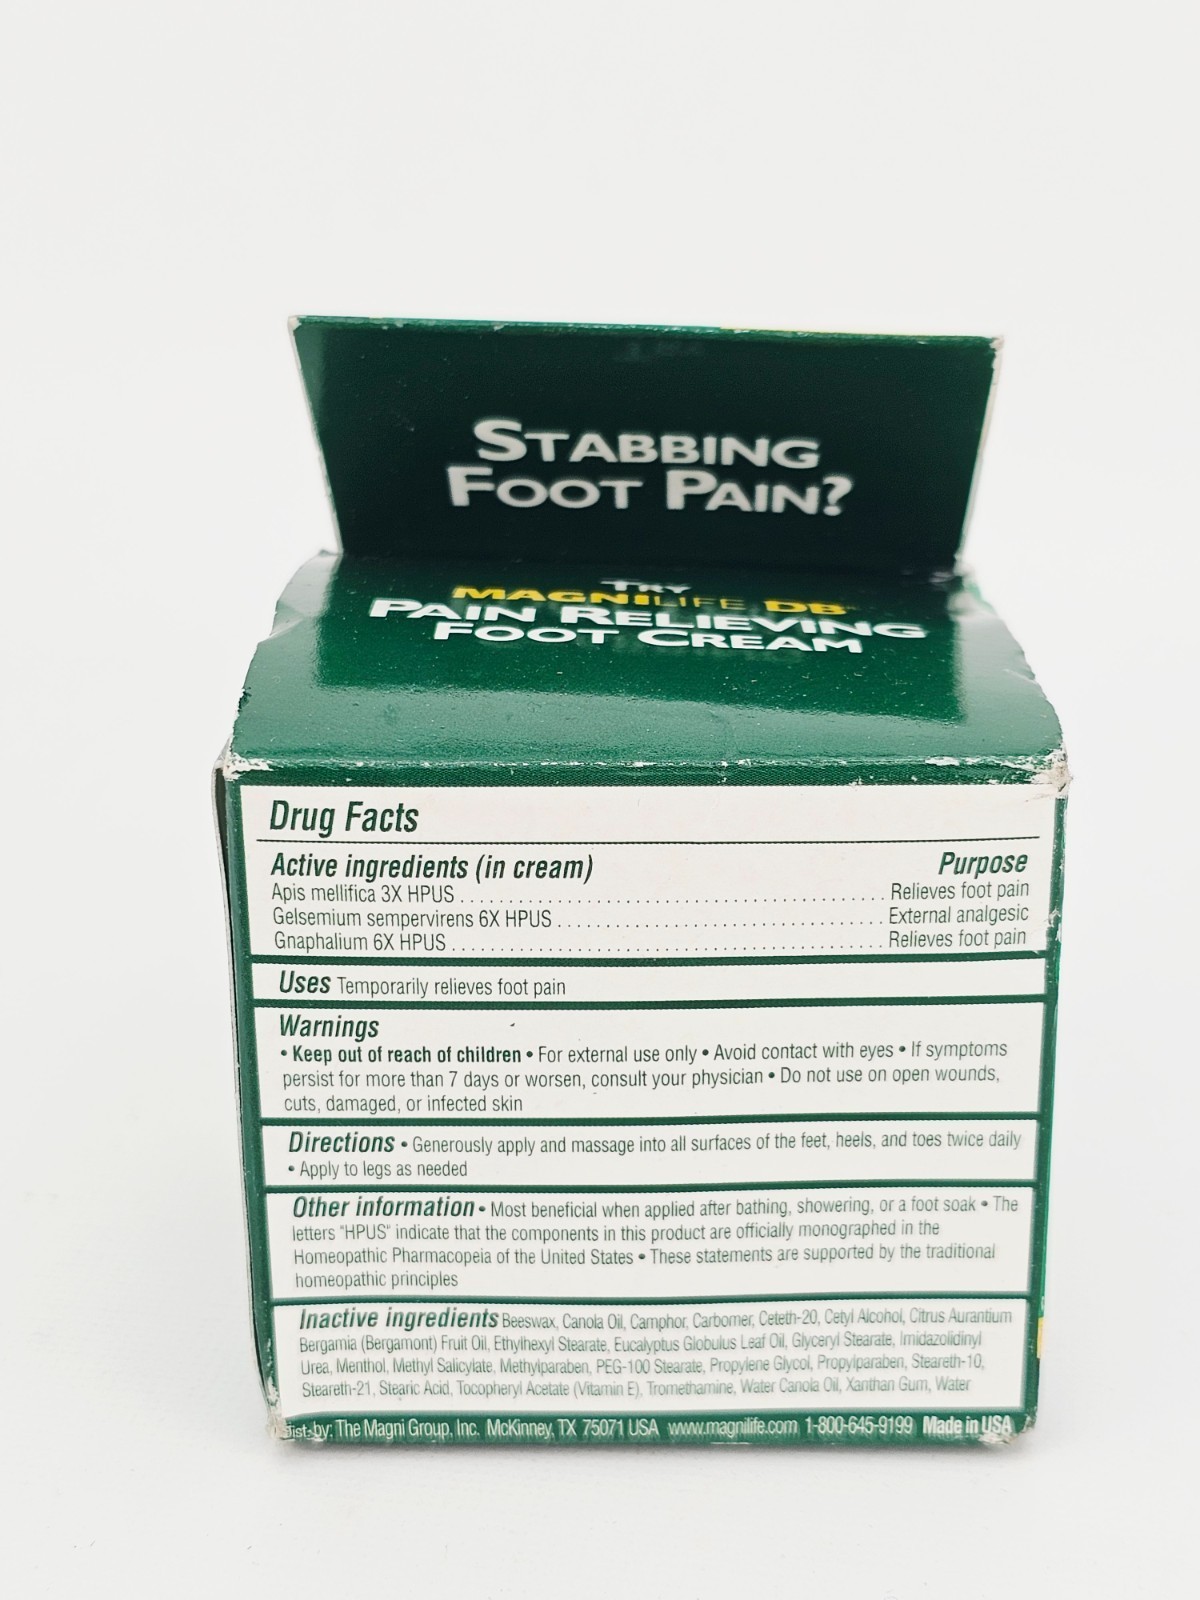 STABBING
FOOT PAIN?
TRY
MAGNILIFE DB
PAIN RELIEVING
FOOT CREAM
Drug Facts
Active ingredients (in cream) Purpose
Apis mellifica 3X HPUS Relieves foot pain
Gelsemium sempervirens 6X HPUS External analgesic
Gnaphalium 6X HPUS Relieves foot pain
Uses Temporarily relieves foot pain
Warnings
• Keep out of reach of children • For external use only • Avoid contact with eyes • If symptoms
persist for more than 7 days or worsen, consult your physician • Do not use on open wounds,
cuts, damaged, or infected skin
Directions • Generously apply and massage into all surfaces of the feet, heels, and toes twice daily
• Apply to legs as needed
Other information • Most beneficial when applied after bathing, showering, or a foot soak • The
letters "HPUS" indicate that the components in this product are officially monographed in the
Homeopathic Pharmacopeia of the United States • These statements are supported by the traditional
homeopathic principles
Inactive ingredients Beeswax, Canola Oil, Camphor, Carbomer, Ceteth-20, Cetyl Alcohol, Citrus Aurantium
Bergamia (Bergamont) Fruit Oil, Ethylhexyl Stearate, Eucalyptus Globulus Leaf Oil, Glyceryl Stearate, Imidazolidinyl
Urea, Menthol, Methyl Salicylate, Methylparaben, PEG-100 Stearate, Propylene Glycol, Propylparaben, Steareth-10,
Steareth-21, Stearic Acid, Tocopheryl Acetate (Vitamin E), Tromethamine, Water Canola Oil, Xanthan Gum, Water
Dist. by: The Magni Group, Inc. McKinney, TX 75071 USA www.magnilife.com 1-800-645-9199 Made in USA